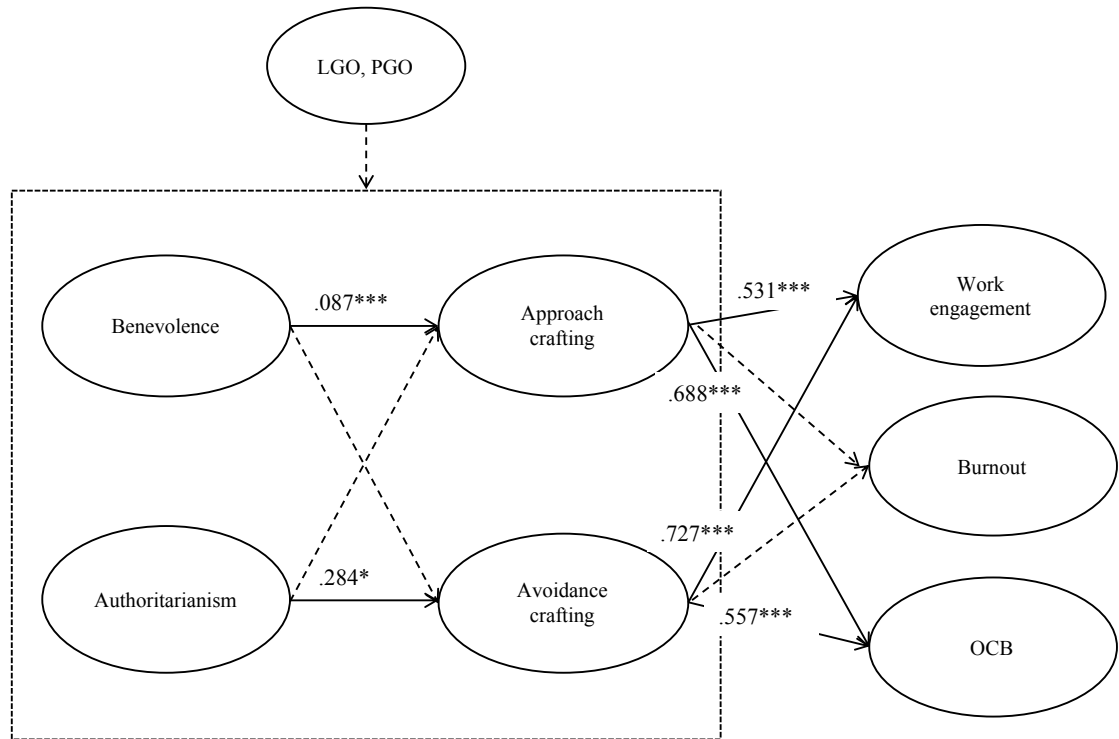 LGO, PGO
Benevolence
.087***
Approach
crafting
.531***
Work
engagement
.688***
Burnout
Authoritarianism
.284*
Avoidance
crafting
.727***
.557***
OCB